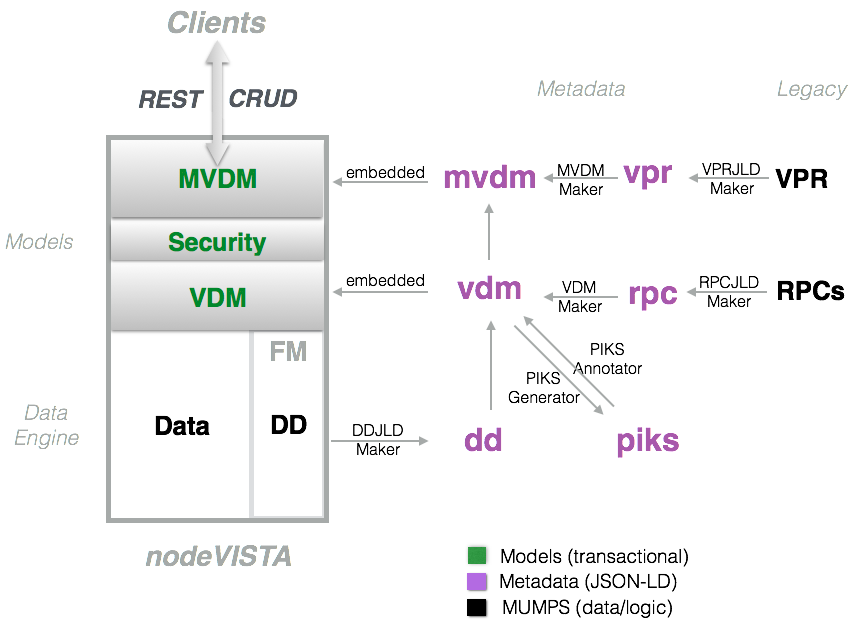 Clients
REST CRUD
Metadata
Legacy
MVDM
embedded
mvdm
MVDM
Maker
vpr
VPRJLD
Maker
VPR
Models
Security
VDM
embedded
vdm
VDM
Maker
rpc
RPCJLD
Maker
RPCs
FM
PIKS
Annotator
PIKS
Generator
Data
Engine
Data
DD
DDJLD
Maker
dd
piks
nodeVISTA
Models (transactional)
Metadata (JSON-LD)
MUMPS (data/logic)